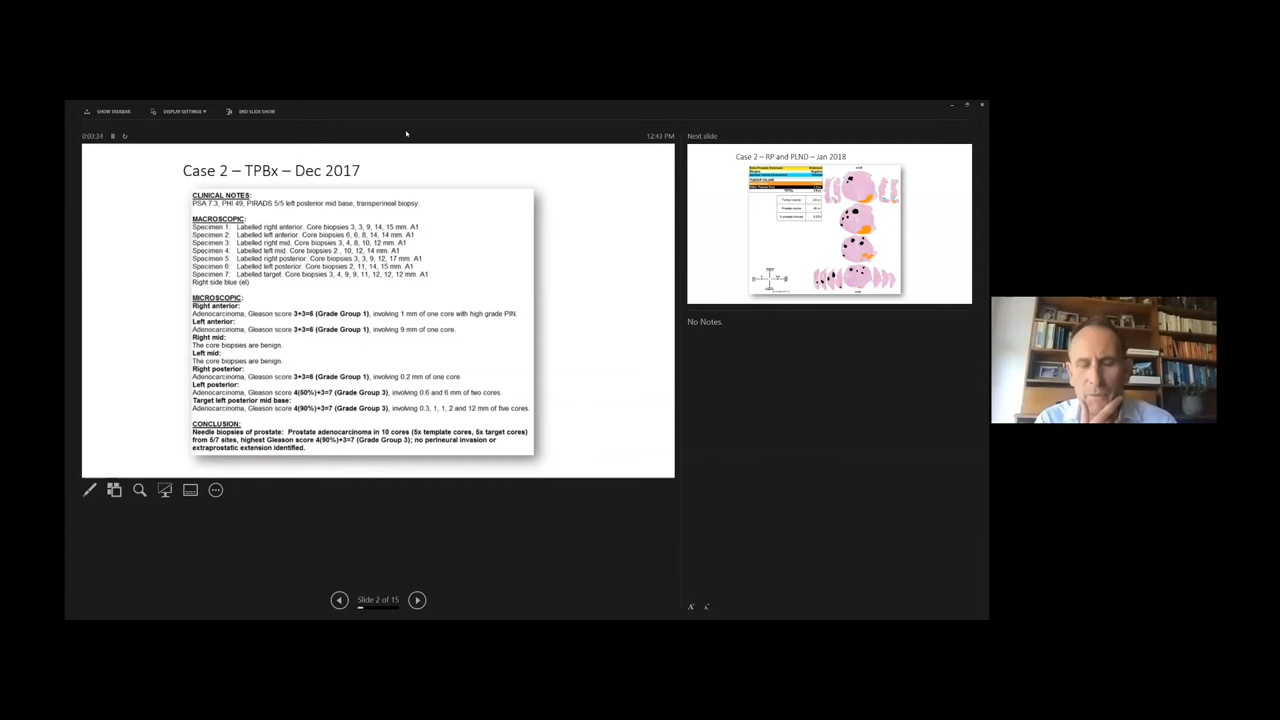 SHOW TASKBAR
DISPLAY SETTINGS ▾
END SLIDE SHOW
0:03:34
12:43 PM
Case 2 – TPBx – Dec 2017
CLINICAL NOTES:
PSA 7.3, PHI 49, PIRADS 5/5 left posterior mid base, transperineal biopsy.
MACROSCOPIC:
Specimen 1: Labelled right anterior. Core biopsies 3, 3, 9, 14, 15 mm. A1
Specimen 2: Labelled left anterior. Core biopsies 6, 6, 8, 14, 14 mm. A1
Specimen 3: Labelled right mid. Core biopsies 3, 4, 8, 10, 12 mm. A1
Specimen 4: Labelled left mid. Core biopsies 2 , 10, 12, 14 mm. A1
Specimen 5: Labelled right posterior. Core biopsies 3, 3, 9, 12, 17 mm. A1
Specimen 6: Labelled left posterior. Core biopsies 2, 11, 14, 15 mm. A1
Specimen 7: Labelled target. Core biopsies 3, 4, 9, 9, 11, 12, 12, 12 mm. A1
Right side blue (el)
MICROSCOPIC:
Right anterior:
Adenocarcinoma, Gleason score 3+3=6 (Grade Group 1), involving 1 mm of one core with high grade PIN.
Left anterior:
Adenocarcinoma, Gleason score 3+3=6 (Grade Group 1), involving 9 mm of one core.
Right mid:
The core biopsies are benign.
Left mid:
The core biopsies are benign.
Right posterior:
Adenocarcinoma, Gleason score 3+3=6 (Grade Group 1), involving 0.2 mm of one core.
Left posterior:
Adenocarcinoma, Gleason score 4(50%)+3=7 (Grade Group 3), involving 0.6 and 6 mm of two cores.
Target left posterior mid base:
Adenocarcinoma, Gleason score 4(90%)+3=7 (Grade Group 3), involving 0.3, 1, 1, 2 and 12 mm of five cores.
CONCLUSION:
Needle biopsies of prostate: Prostate adenocarcinoma in 10 cores (5x template cores, 5x target cores)
from 5/7 sites, highest Gleason score 4(90%)+3=7 (Grade Group 3); no perineural invasion or
extraprostatic extension identified.
Slide 2 of 15
Next slide
Case 2 – RP and PLND – Jan 2018
Tumour volume
Prostate volume
No Notes.
A
A